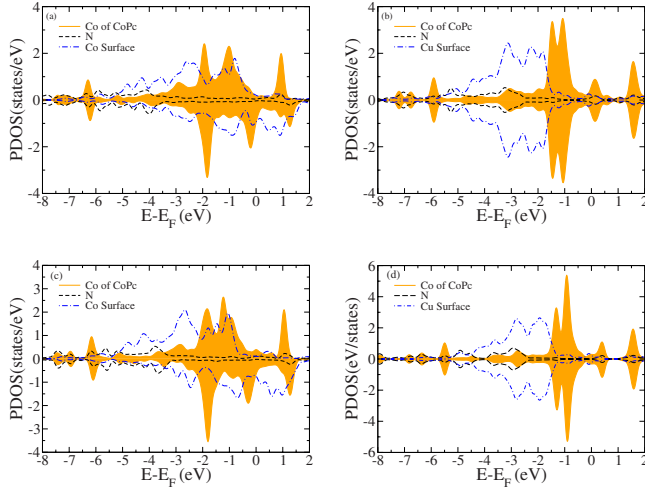 (a)
Co of CoPc
N
Co Surface
PDOS(states/eV)
4
2
0
-2
-4
-8 -7 -6 -5 -4 -3 -2 -1 0 1 2
E-E_F (eV)
(b)
Co of CoPc
N
Cu Surface
PDOS(states/eV)
4
2
0
-2
-4
-8 -7 -6 -5 -4 -3 -2 -1 0 1 2
E-E_F (eV)
(c)
Co of CoPc
N
Co Surface
PDOS(states/eV)
4
3
2
1
0
-1
-2
-3
-4
-8 -7 -6 -5 -4 -3 -2 -1 0 1 2
E-E_F (eV)
(d)
Co of CoPc
N
Cu Surface
PDOS(eV/states)
6
4
2
0
-2
-4
-6
-8 -7 -6 -5 -4 -3 -2 -1 0 1 2
E-E_F (eV)